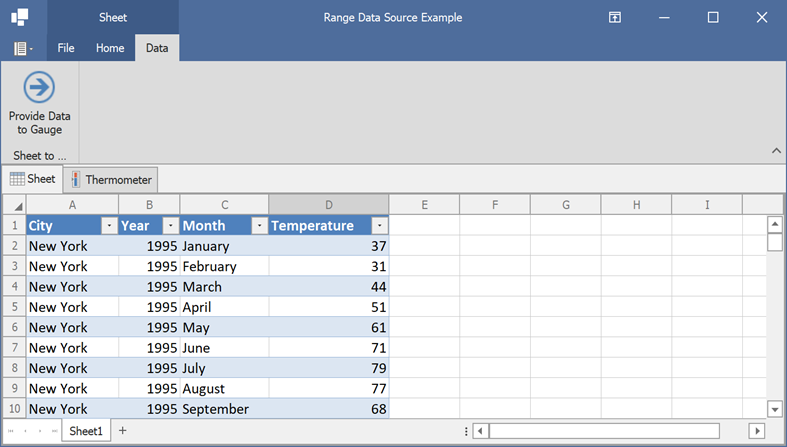 Sheet
Range Data Source Example
File Home Data
Provide Data
to Gauge
Sheet to ...
Sheet Thermometer
A B C D E F G H I
1 City Year Month Temperature
2 New York 1995 January 37
3 New York 1995 February 31
4 New York 1995 March 44
5 New York 1995 April 51
6 New York 1995 May 61
7 New York 1995 June 71
8 New York 1995 July 79
9 New York 1995 August 77
10 New York 1995 September 68
Sheet1 +